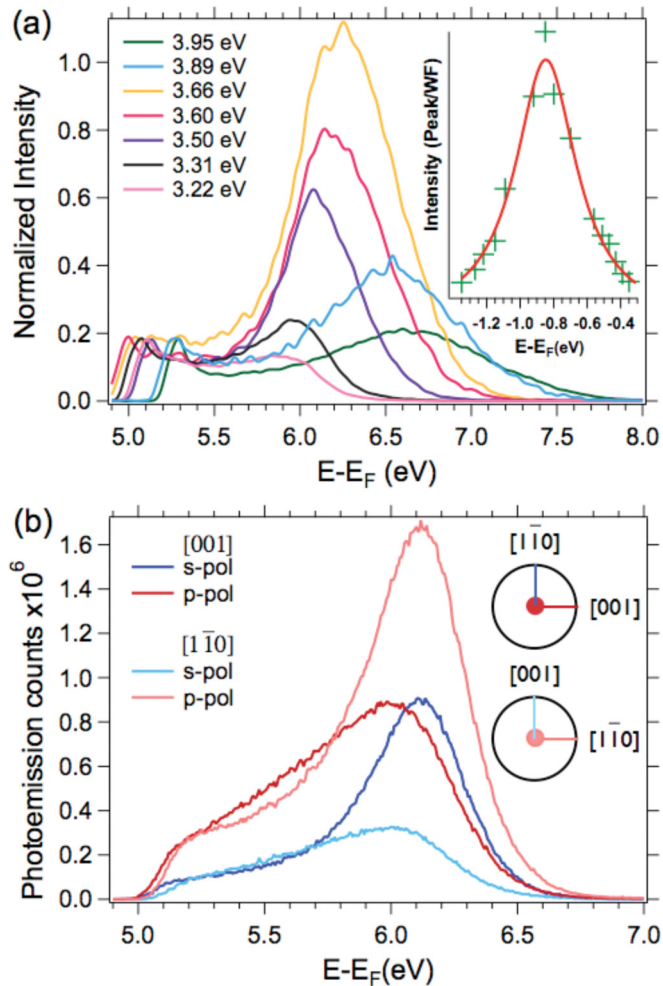 (a)
3.95 eV
3.89 eV
3.66 eV
3.60 eV
3.50 eV
3.31 eV
3.22 eV
Normalized Intensity
1.0
0.8
0.6
0.4
0.2
0.0
5.0 5.5 6.0 6.5 7.0 7.5 8.0
E-E_F (eV)
Intensity (Peak/WF)
-1.2 -1.0 -0.8 -0.6 -0.4
E-E_F(eV)
(b)
[001]
s-pol
p-pol
[11̄0]
s-pol
p-pol
[11̄0]
[001]
[001]
[11̄0]
Photoemission counts x10⁶
1.6
1.4
1.2
1.0
0.8
0.6
0.4
0.2
0.0
5.0 5.5 6.0 6.5 7.0
E-E_F(eV)